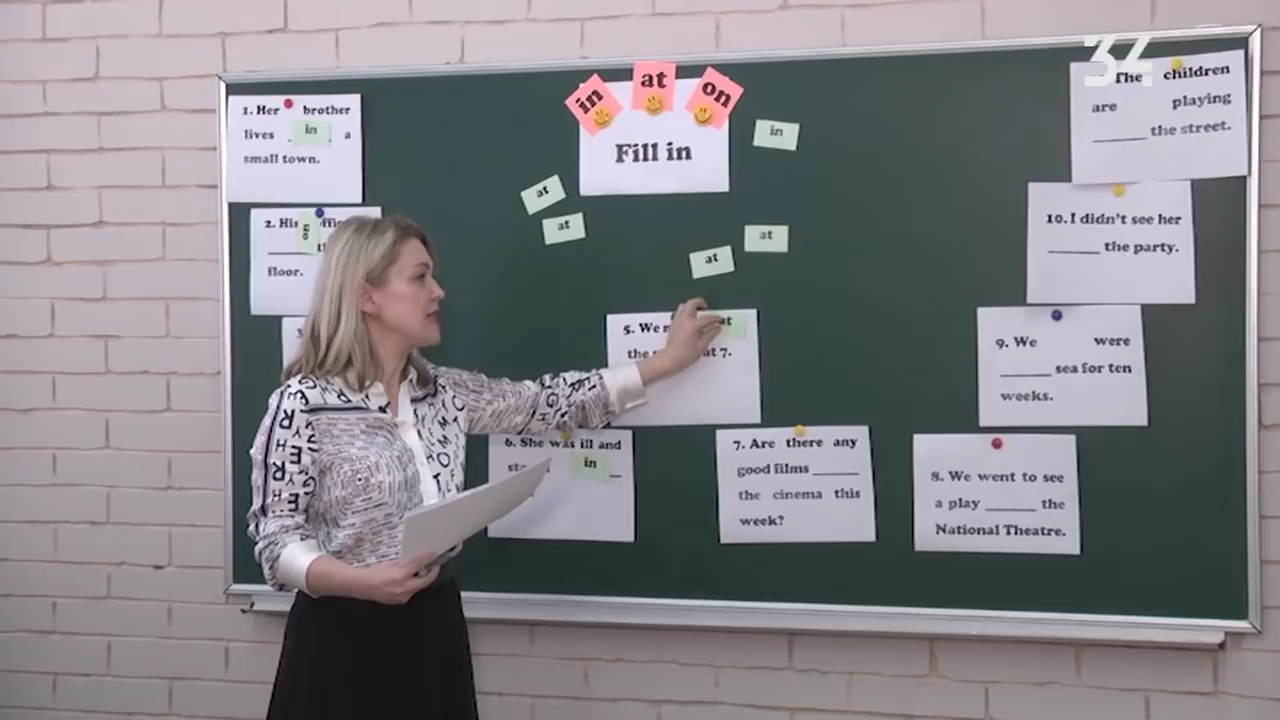 34
in
at
on
Fill in
in
at
at
at
at
1. Her brother
lives in a
small town.
2. His
on
floor.
5. We at
the at 7.
6. She was ill and
in
7. Are there any
good films ______
the cinema this
week?
8. We went to see
a play ______ the
National Theatre.
9. We were
______ sea for ten
weeks.
10. I didn't see her
______ the party.
The children
are playing
______ the street.